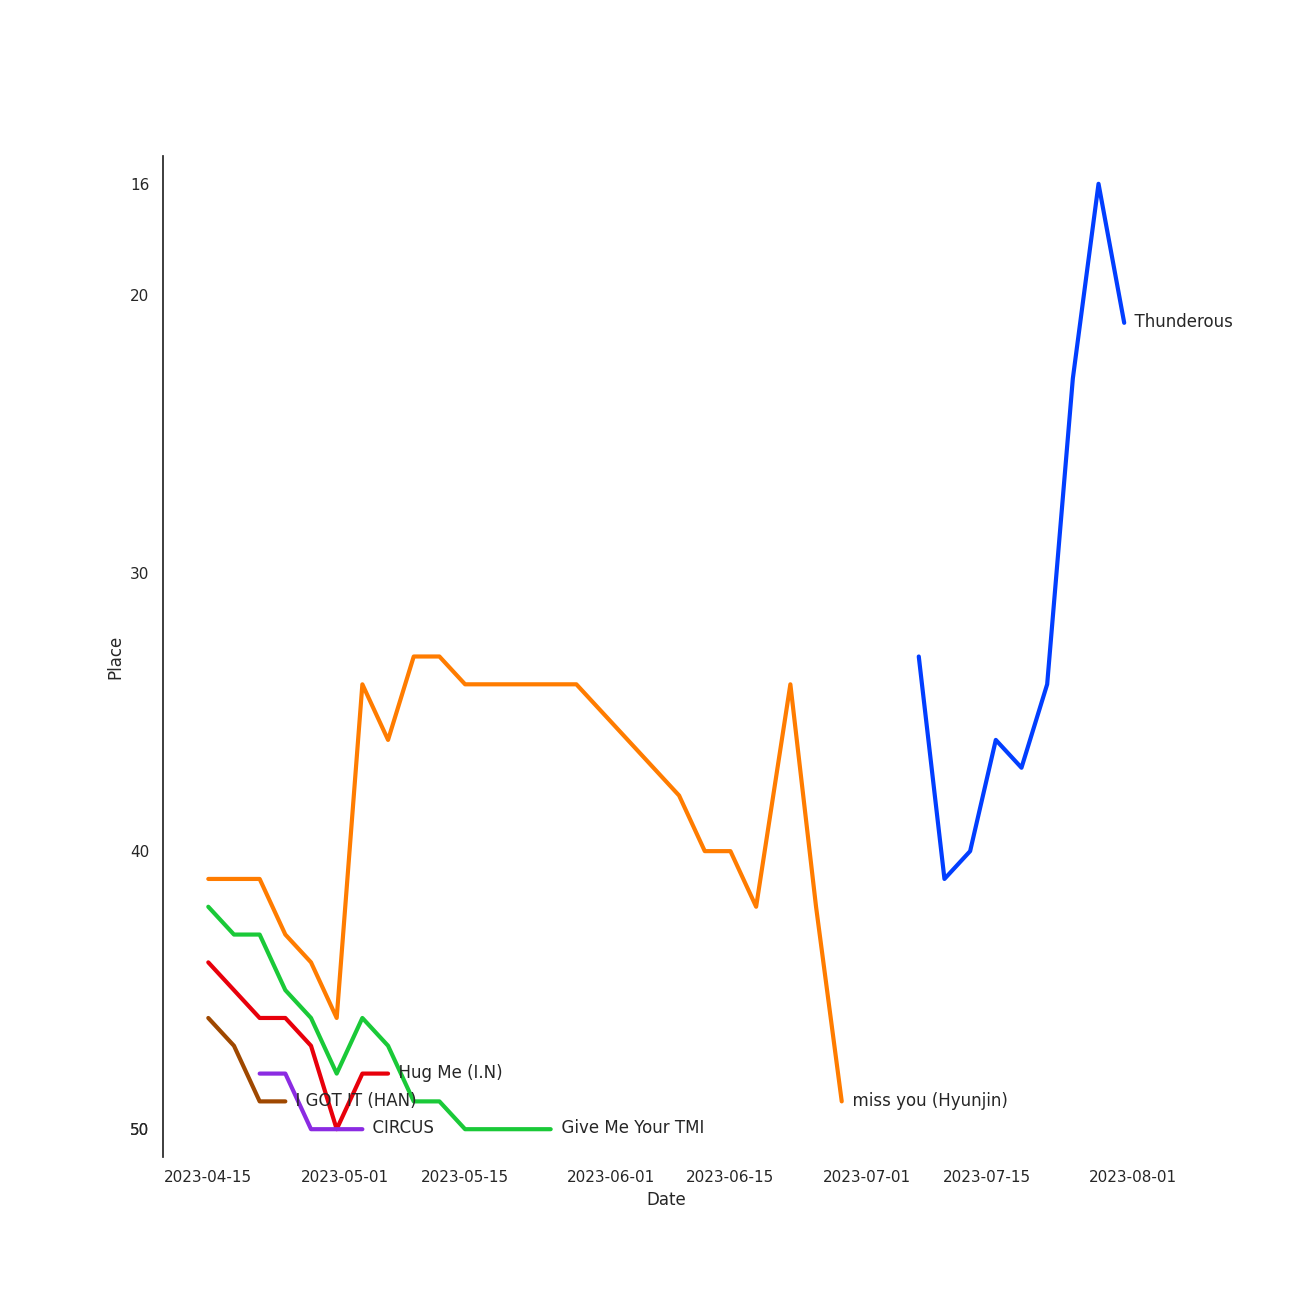 16
20
Thunderous
30
Place
40
Hug Me (I.N)
I GOT IT (HAN)
miss you (Hyunjin)
50
CIRCUS
Give Me Your TMI
2023-04-15
2023-05-01
2023-05-15
2023-06-01
2023-06-15
2023-07-01
2023-07-15
2023-08-01
Date